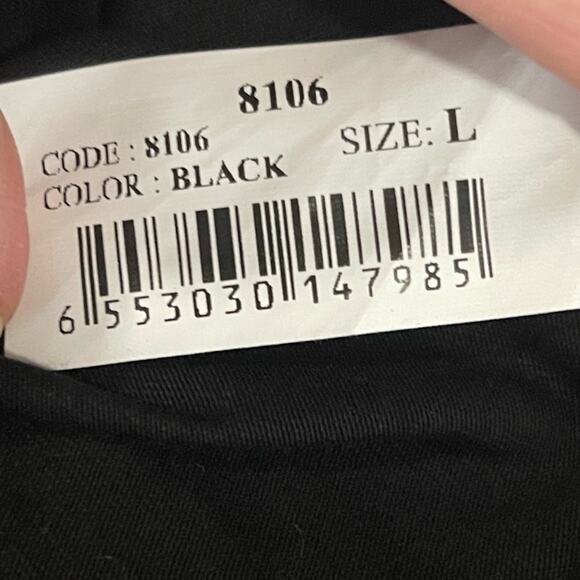 8106
CODE : 8106 SIZE: L
COLOR : BLACK
6 553030 147985